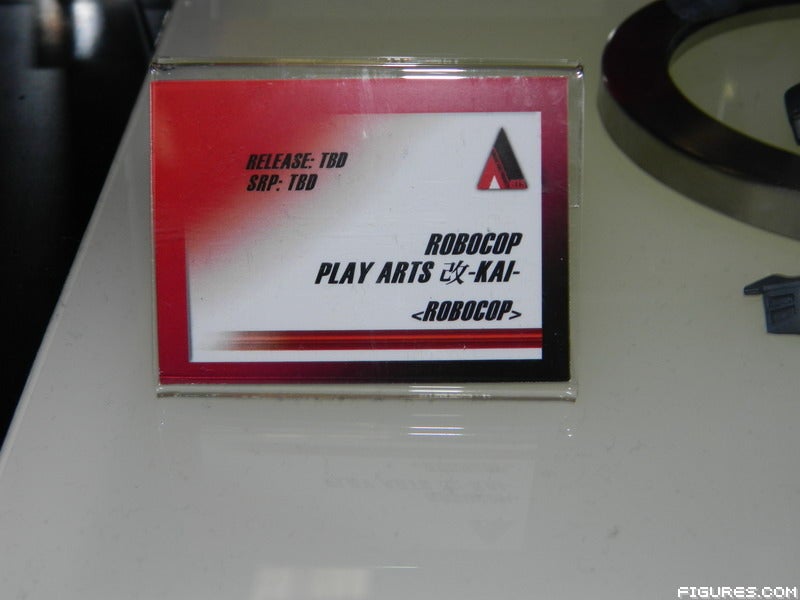 RELEASE: TBD
SRP: TBD
ROBOCOP
PLAY ARTS 改-KAI-
<ROBOCOP>
FIGURES.COM